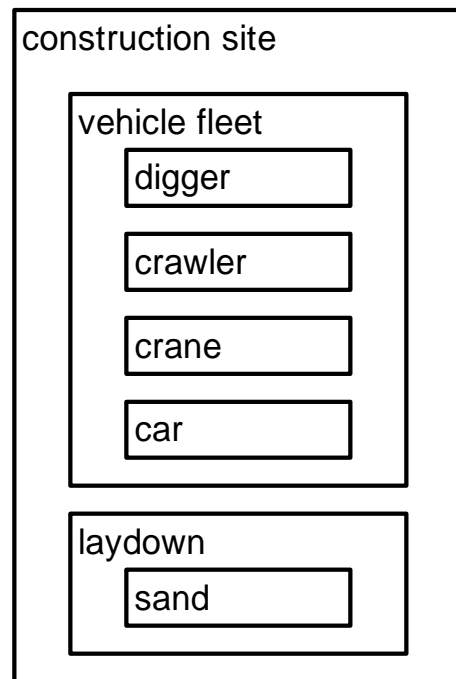 construction site
vehicle fleet
digger
crawler
crane
car
laydown
sand